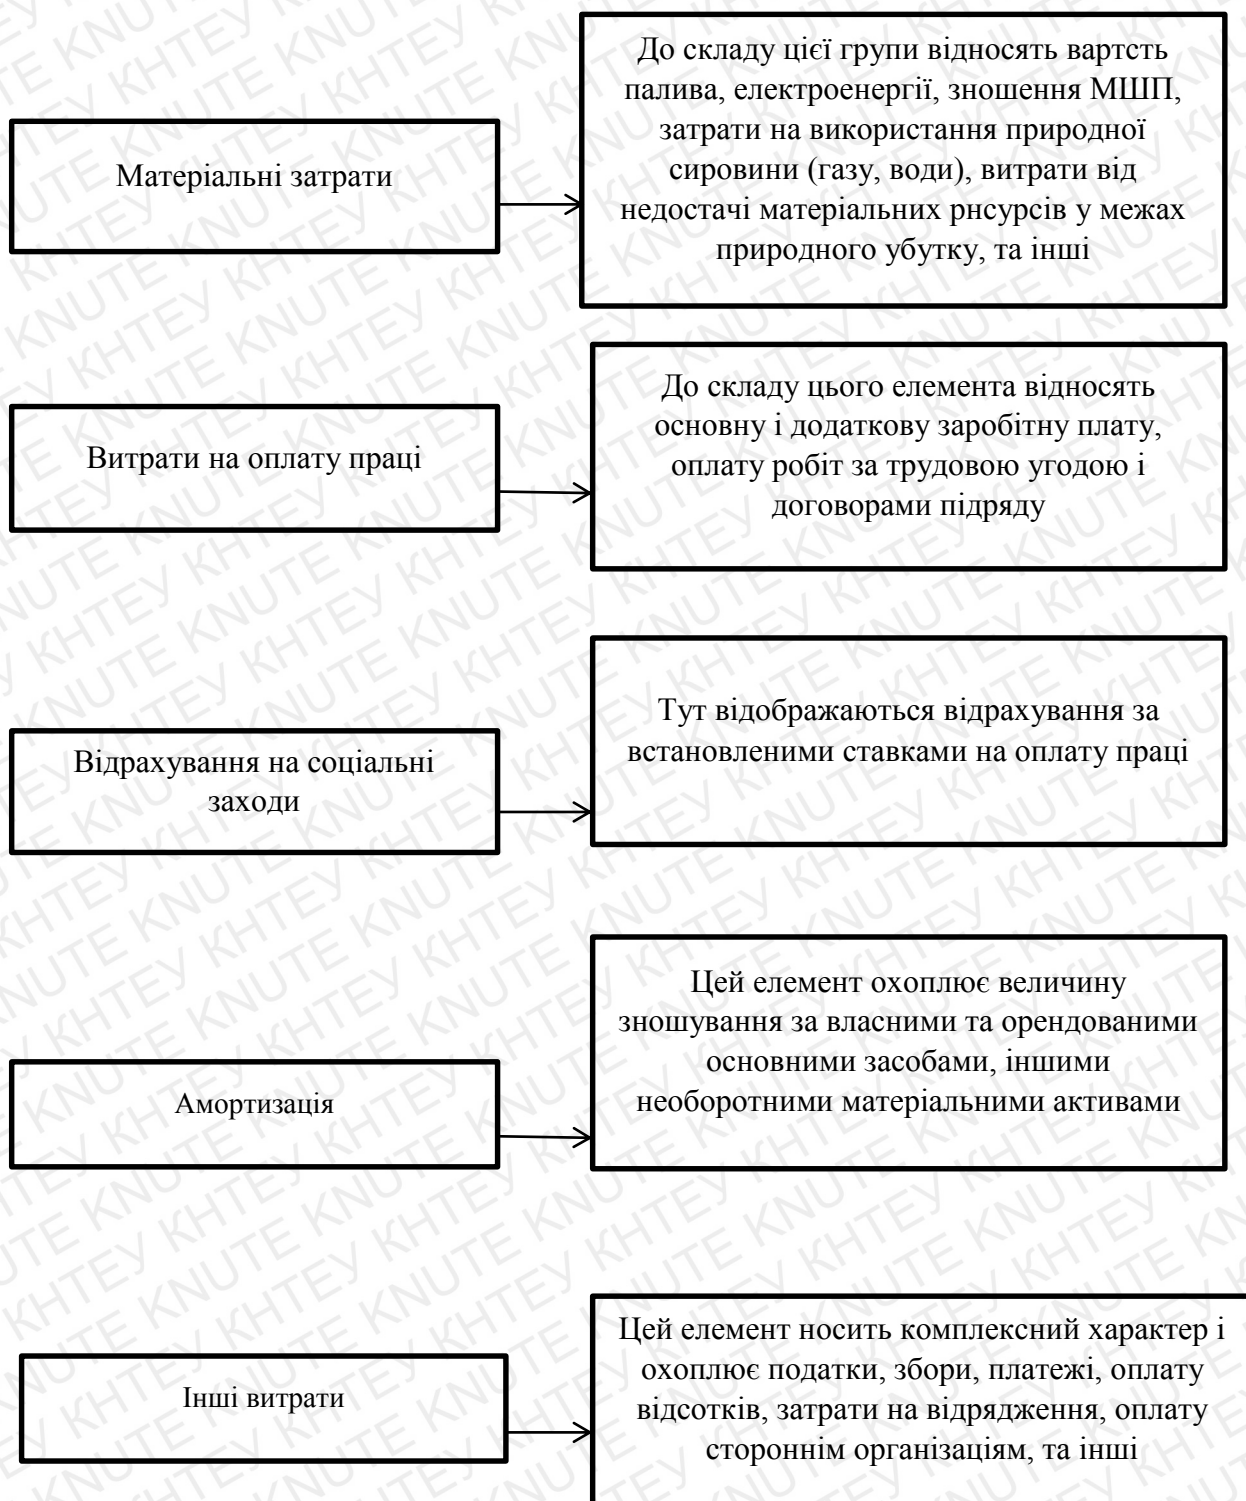 До складу цієї групи відносять вартсть
палива, електроенергії, зношення МШП,
затрати на використання природної
сировини (газу, води), витрати від
недостачі матеріальних рнсурсів у межах
природного убутку, та інші
Матеріальні затрати
До складу цього елемента відносять
основну і додаткову заробітну плату,
оплату робіт за трудовою угодою і
договорами підряду
Витрати на оплату праці
Тут відображаються відрахування за
встановленими ставками на оплату праці
Відрахування на соціальні
заходи
Цей елемент охоплює величину
зношування за власними та орендованими
основними засобами, іншими
необоротними матеріальними активами
Амортизація
Цей елемент носить комплексний характер і
охоплює податки, збори, платежі, оплату
відсотків, затрати на відрядження, оплату
стороннім організаціям, та інші
Інші витрати